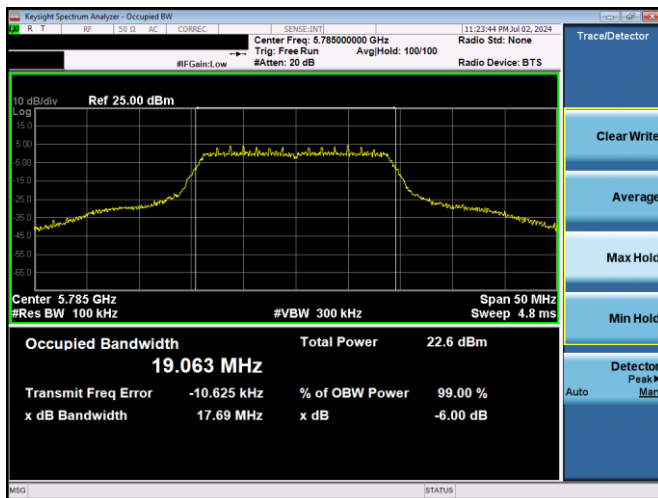 Keysight Spectrum Analyzer - Occupied BW
R T RF 50 Ω AC CORREC SENSE:INT 11:23:44 PM Jul 02, 2024
Center Freq: 5.785000000 GHz Radio Std: None
Trig: Free Run Avg|Hold: 100/100
#IFGain:Low #Atten: 20 dB Radio Device: BTS
Trace/Detector
10 dB/div Ref 25.00 dBm
Log
15.0
5.00
-5.00
-15.0
-25.0
-35.0
-45.0
-55.0
-65.0
Center 5.785 GHz Span 50 MHz
#Res BW 100 kHz #VBW 300 kHz Sweep 4.8 ms
Occupied Bandwidth Total Power 22.6 dBm
19.063 MHz
Transmit Freq Error -10.625 kHz % of OBW Power 99.00 %
x dB Bandwidth 17.69 MHz x dB -6.00 dB
Clear Write
Average
Max Hold
Min Hold
Detector
Peak
Auto Man
MSG STATUS